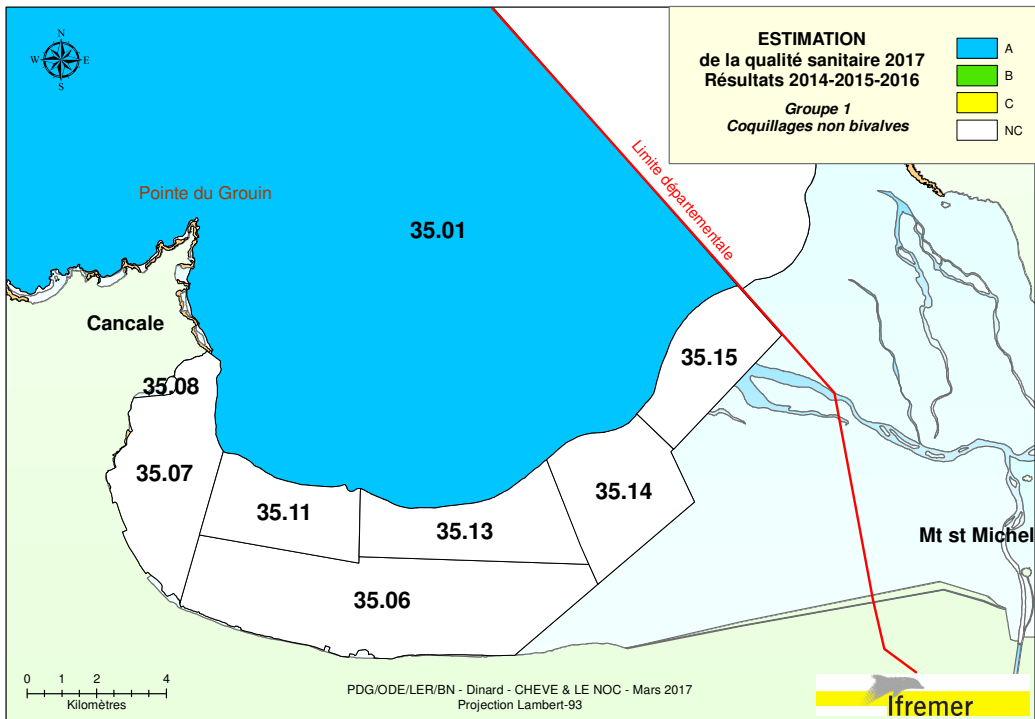 N
W E
S
ESTIMATION
de la qualité sanitaire 2017
Résultats 2014-2015-2016
Groupe 1
Coquillages non bivalves
A
B
C
NC
Limite départementale
Pointe du Grouin
35.01
Cancale
35.15
35.08
35.07
35.14
35.11
35.13
Mt st Michel
35.06
0 1 2 4
Kilomètres
PDG/ODE/LER/BN - Dinard - CHEVE & LE NOC - Mars 2017
Projection Lambert-93
Ifremer